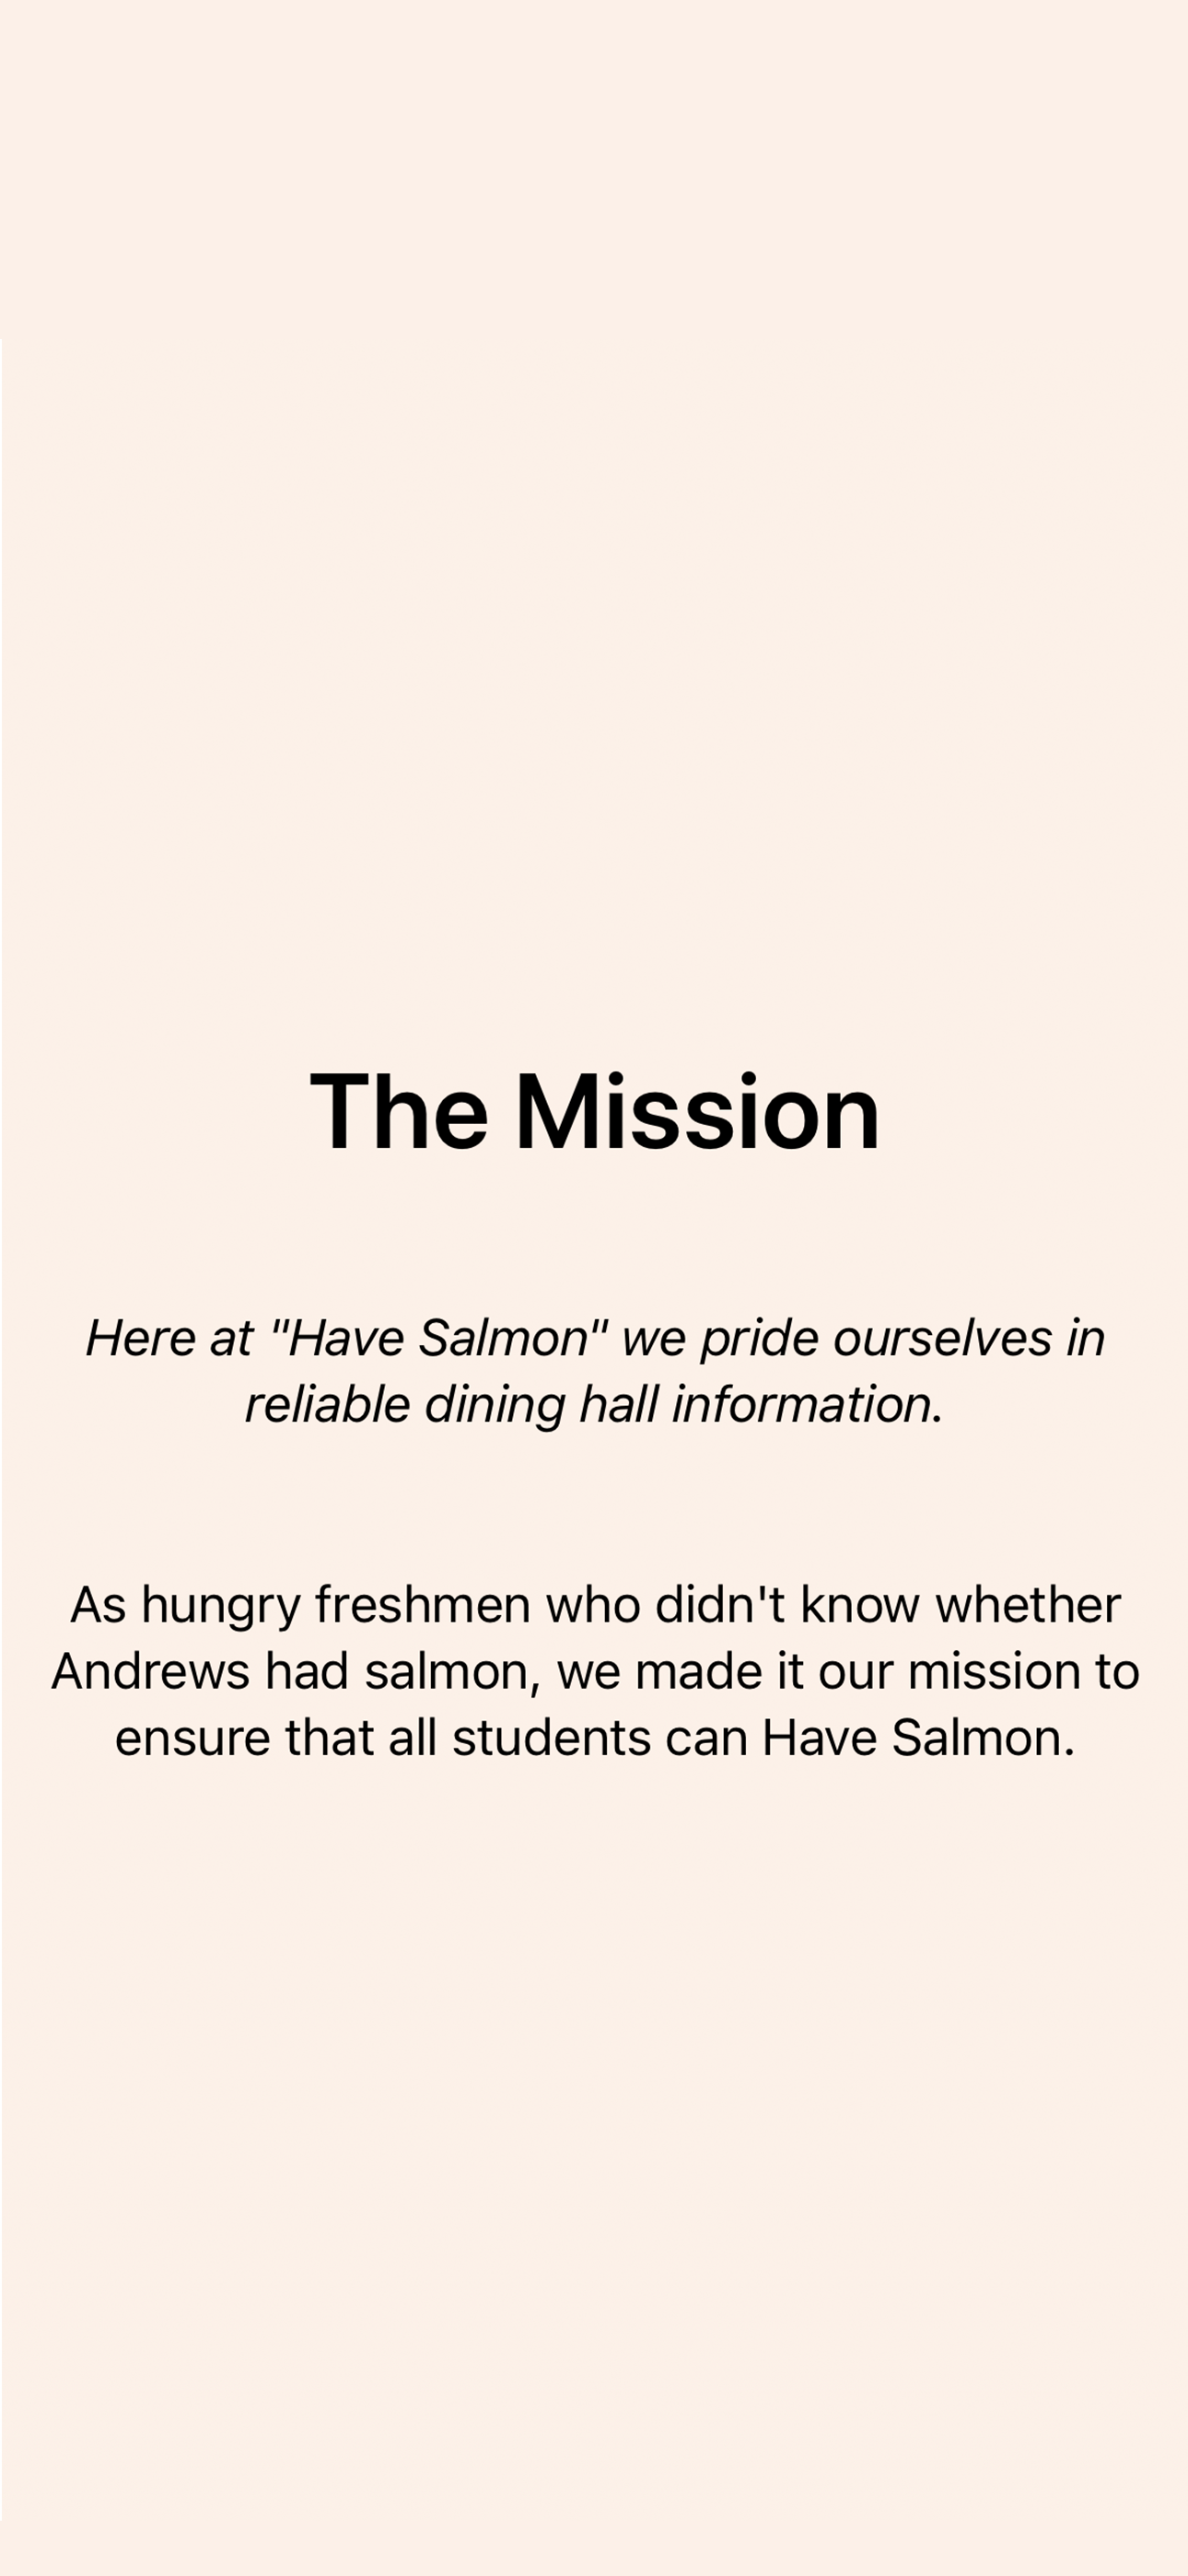 The Mission
Here at "Have Salmon" we pride ourselves in
reliable dining hall information.
As hungry freshmen who didn't know whether
Andrews had salmon, we made it our mission to
ensure that all students can Have Salmon.